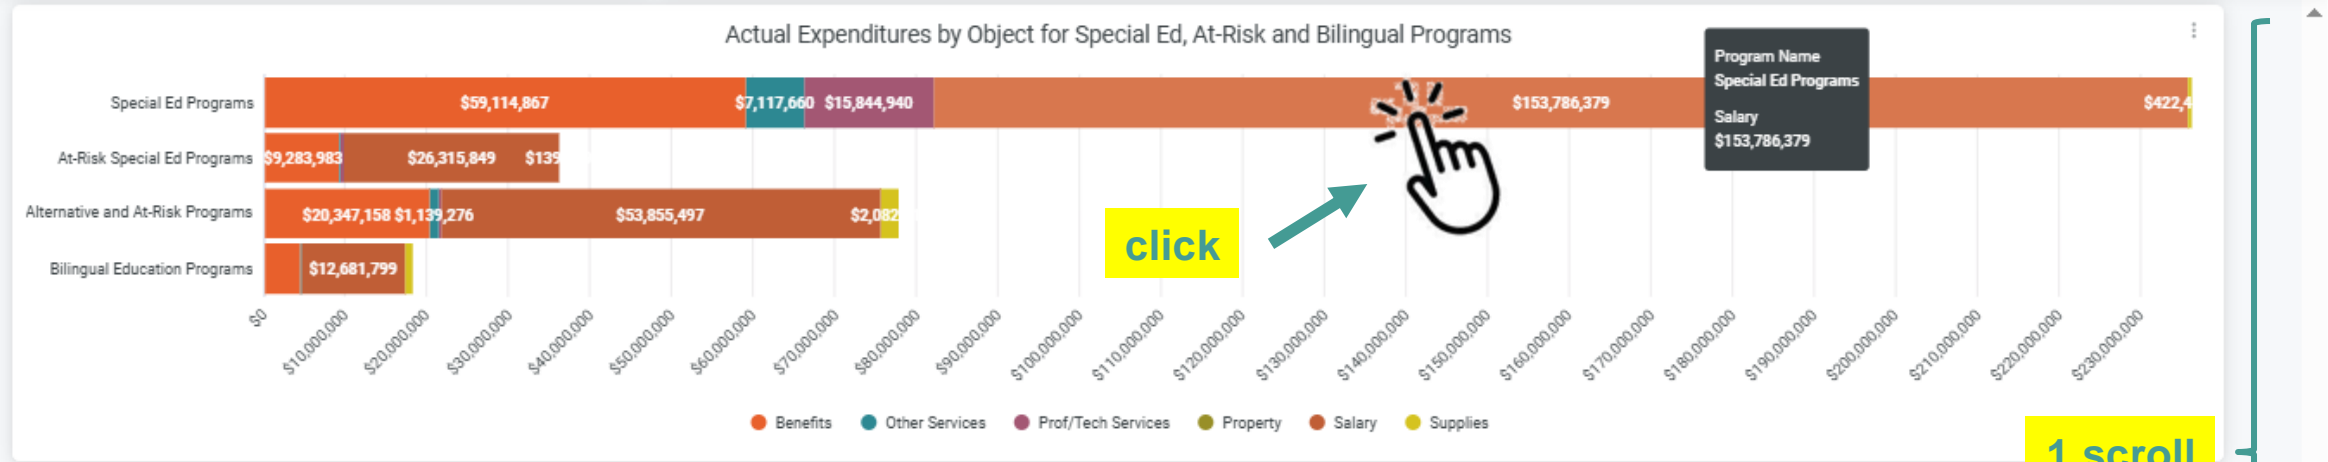 Actual Expenditures by Object for Special Ed, At-Risk and Bilingual Programs
Program Name
Special Ed Programs
Salary
$153,786,379
Special Ed Programs $59,114,867 $7,117,660 $15,844,940 $153,786,379 $422,4
At-Risk Special Ed Programs $9,283,983 $26,315,849 $139
Alternative and At-Risk Programs $20,347,158 $1,139,276 $53,855,497 $2,082
click
Bilingual Education Programs $12,681,799
$0 $10,000,000 $20,000,000 $30,000,000 $40,000,000 $50,000,000 $60,000,000 $70,000,000 $80,000,000 $90,000,000 $100,000,000 $110,000,000 $120,000,000 $130,000,000 $140,000,000 $150,000,000 $160,000,000 $170,000,000 $180,000,000 $190,000,000 $200,000,000 $210,000,000 $220,000,000 $230,000,000
Benefits Other Services Prof/Tech Services Property Salary Supplies
1 scroll